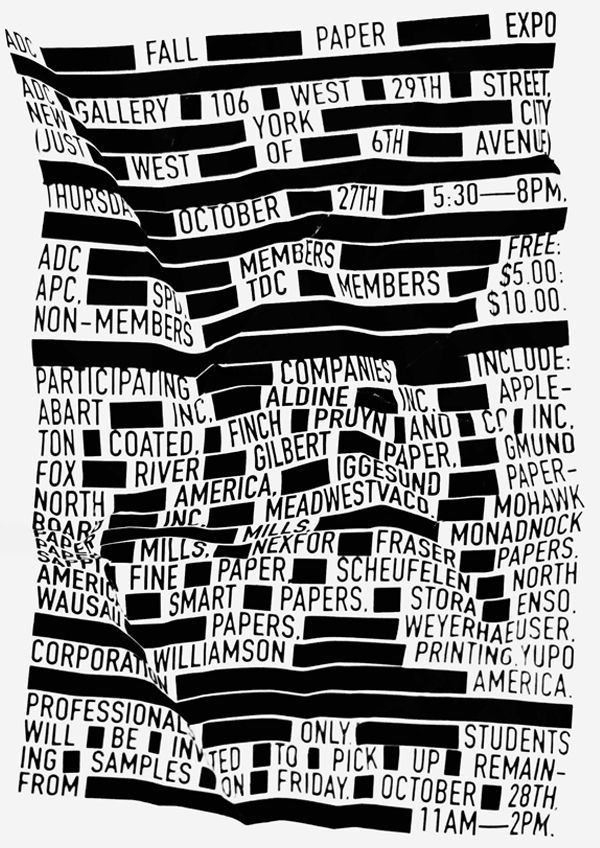 ADC FALL PAPER EXPO
ADC GALLERY 106 WEST 29TH STREET,
NEW YORK CITY
(JUST WEST OF 6TH AVENUE)
THURSDAY OCTOBER 27TH 5:30—8PM.
ADC MEMBERS FREE:
APC, SPD, TDC MEMBERS $5.00:
NON-MEMBERS $10.00.
PARTICIPATING COMPANIES INCLUDE:
ABART INC, ALDINE INC, APPLE-
TON COATED, FINCH PRUYN AND CO INC,
FOX RIVER GILBERT PAPER, GMUND
NORTH AMERICA, IGGESUND PAPER-
BOARD INC, MEADWESTVACO, MOHAWK
PAPER MILLS, MONADNOCK
PAPER MILLS, NEXFOR FRASER PAPERS.
SAPPI FINE PAPER, SCHEUFELEN NORTH
AMERICA SMART PAPERS, STORA ENSO.
WAUSAU PAPERS, WEYERHAEUSER.
WILLIAMSON PRINTING
CORPORATION YUPO AMERICA.
PROFESSIONALS ONLY. STUDENTS
WILL BE INVITED TO PICK UP REMAIN-
ING SAMPLES ON FRIDAY. OCTOBER 28TH,
FROM 11AM—2PM.